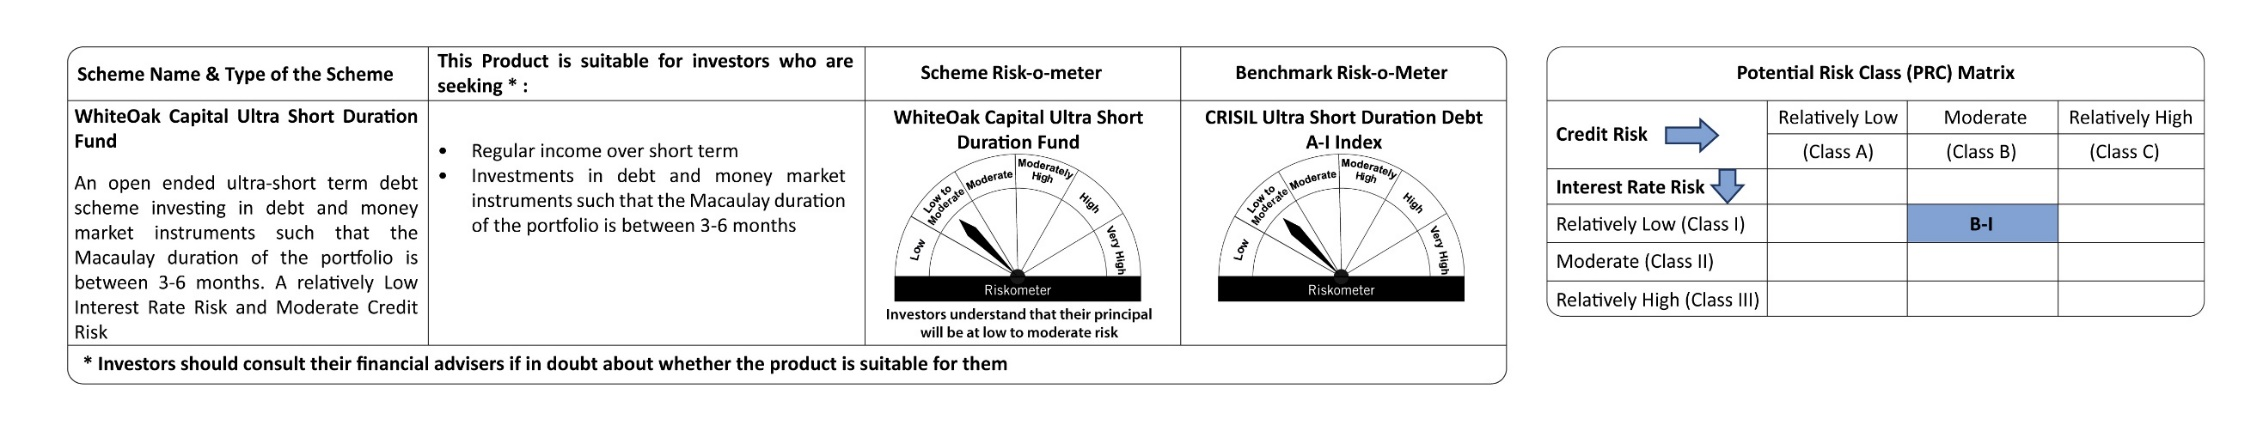 Scheme Name & Type of the Scheme
This Product is suitable for investors who are
seeking * :
Scheme Risk-o-meter
Benchmark Risk-o-Meter
WhiteOak Capital Ultra Short Duration
Fund
An open ended ultra-short term debt
scheme investing in debt and money
market instruments such that the
Macaulay duration of the portfolio is
between 3-6 months. A relatively Low
Interest Rate Risk and Moderate Credit
Risk
• Regular income over short term
• Investments in debt and money market
instruments such that the Macaulay duration
of the portfolio is between 3-6 months
WhiteOak Capital Ultra Short
Duration Fund
Low
Low to
Moderate
Moderate
Moderately
High
High
Very High
Riskometer
Investors understand that their principal
will be at low to moderate risk
CRISIL Ultra Short Duration Debt
A-I Index
Low
Low to
Moderate
Moderate
Moderately
High
High
Very High
Riskometer
* Investors should consult their financial advisers if in doubt about whether the product is suitable for them
Potential Risk Class (PRC) Matrix
Credit Risk
Relatively Low
Moderate
Relatively High
(Class A)
(Class B)
(Class C)
Interest Rate Risk
Relatively Low (Class I)
B-I
Moderate (Class II)
Relatively High (Class III)